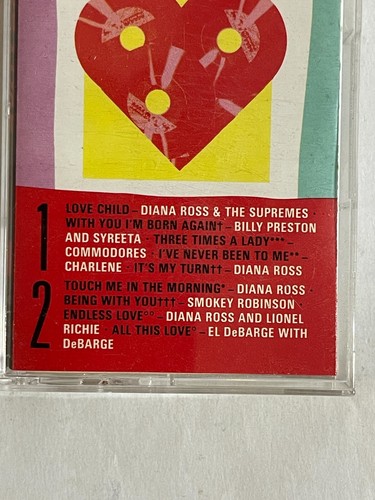 1 LOVE CHILD – DIANA ROSS & THE SUPREMES ·
WITH YOU I'M BORN AGAIN† – BILLY PRESTON
AND SYREETA · THREE TIMES A LADY*** –
COMMODORES · I'VE NEVER BEEN TO ME** –
CHARLENE · IT'S MY TURN†† – DIANA ROSS
2 TOUCH ME IN THE MORNING* – DIANA ROSS ·
BEING WITH YOU††† – SMOKEY ROBINSON ·
ENDLESS LOVE°° – DIANA ROSS AND LIONEL
RICHIE · ALL THIS LOVE° – EL DeBARGE WITH
DeBARGE